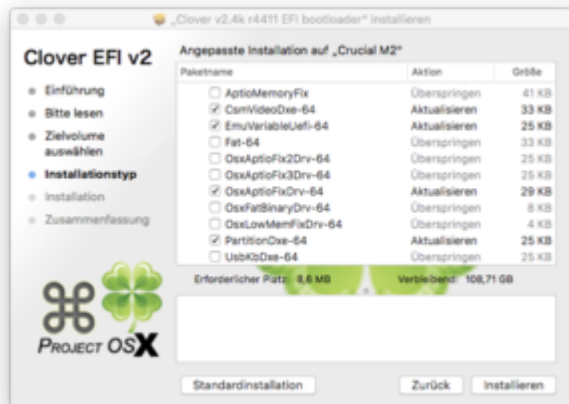 „Clover v2.4k r4411 EFI bootloader“ installieren
Clover EFI v2
Einführung
Bitte lesen
Zielvolume
auswählen
Installationstyp
Installation
Zusammenfassung
PROJECT OSX
Angepasste Installation auf „Crucial M2“
Paketname Aktion Größe
AptioMemoryFix Überspringen 41 KB
CsmVideoDxe-64 Aktualisieren 33 KB
EmuVariableUefi-64 Aktualisieren 25 KB
Fat-64 Überspringen 33 KB
OsxAptioFix2Drv-64 Überspringen 25 KB
OsxAptioFix3Drv-64 Überspringen 25 KB
OsxAptioFixDrv-64 Aktualisieren 29 KB
OsxFatBinaryDrv-64 Überspringen 8 KB
OsxLowMemFixDrv-64 Überspringen 4 KB
PartitionDxe-64 Aktualisieren 25 KB
UsbKbDxe-64 Überspringen 25 KB
Erforderlicher Platz: 8,6 MB Verbleibend: 108,71 GB
Standardinstallation Zurück Installieren